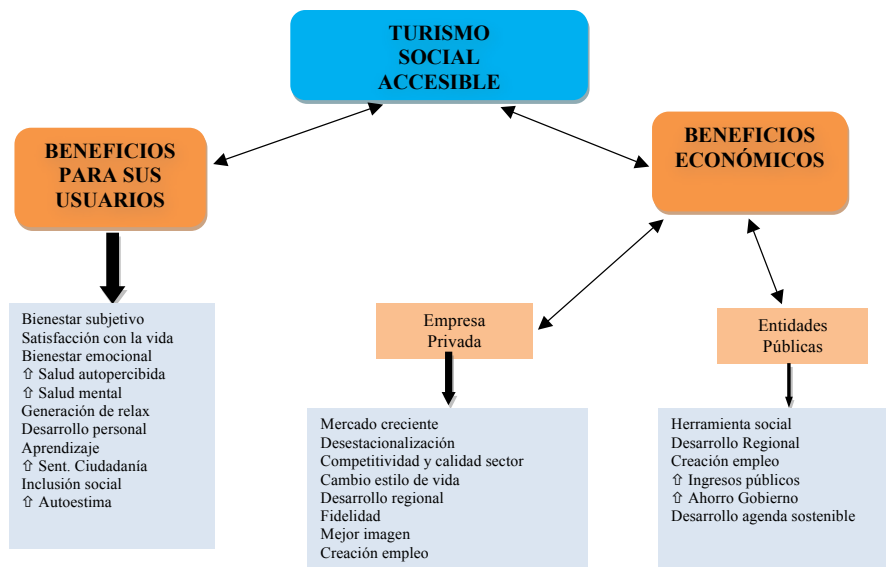 TURISMO
SOCIAL
ACCESIBLE
BENEFICIOS
PARA SUS
USUARIOS
BENEFICIOS
ECONÓMICOS
Bienestar subjetivo
Satisfacción con la vida
Bienestar emocional
⇧ Salud autopercibida
⇧ Salud mental
Generación de relax
Desarrollo personal
Aprendizaje
⇧ Sent. Ciudadanía
Inclusión social
⇧ Autoestima
Empresa
Privada
Mercado creciente
Desestacionalización
Competitividad y calidad sector
Cambio estilo de vida
Desarrollo regional
Fidelidad
Mejor imagen
Creación empleo
Entidades
Públicas
Herramienta social
Desarrollo Regional
Creación empleo
⇧ Ingresos públicos
⇧ Ahorro Gobierno
Desarrollo agenda sostenible